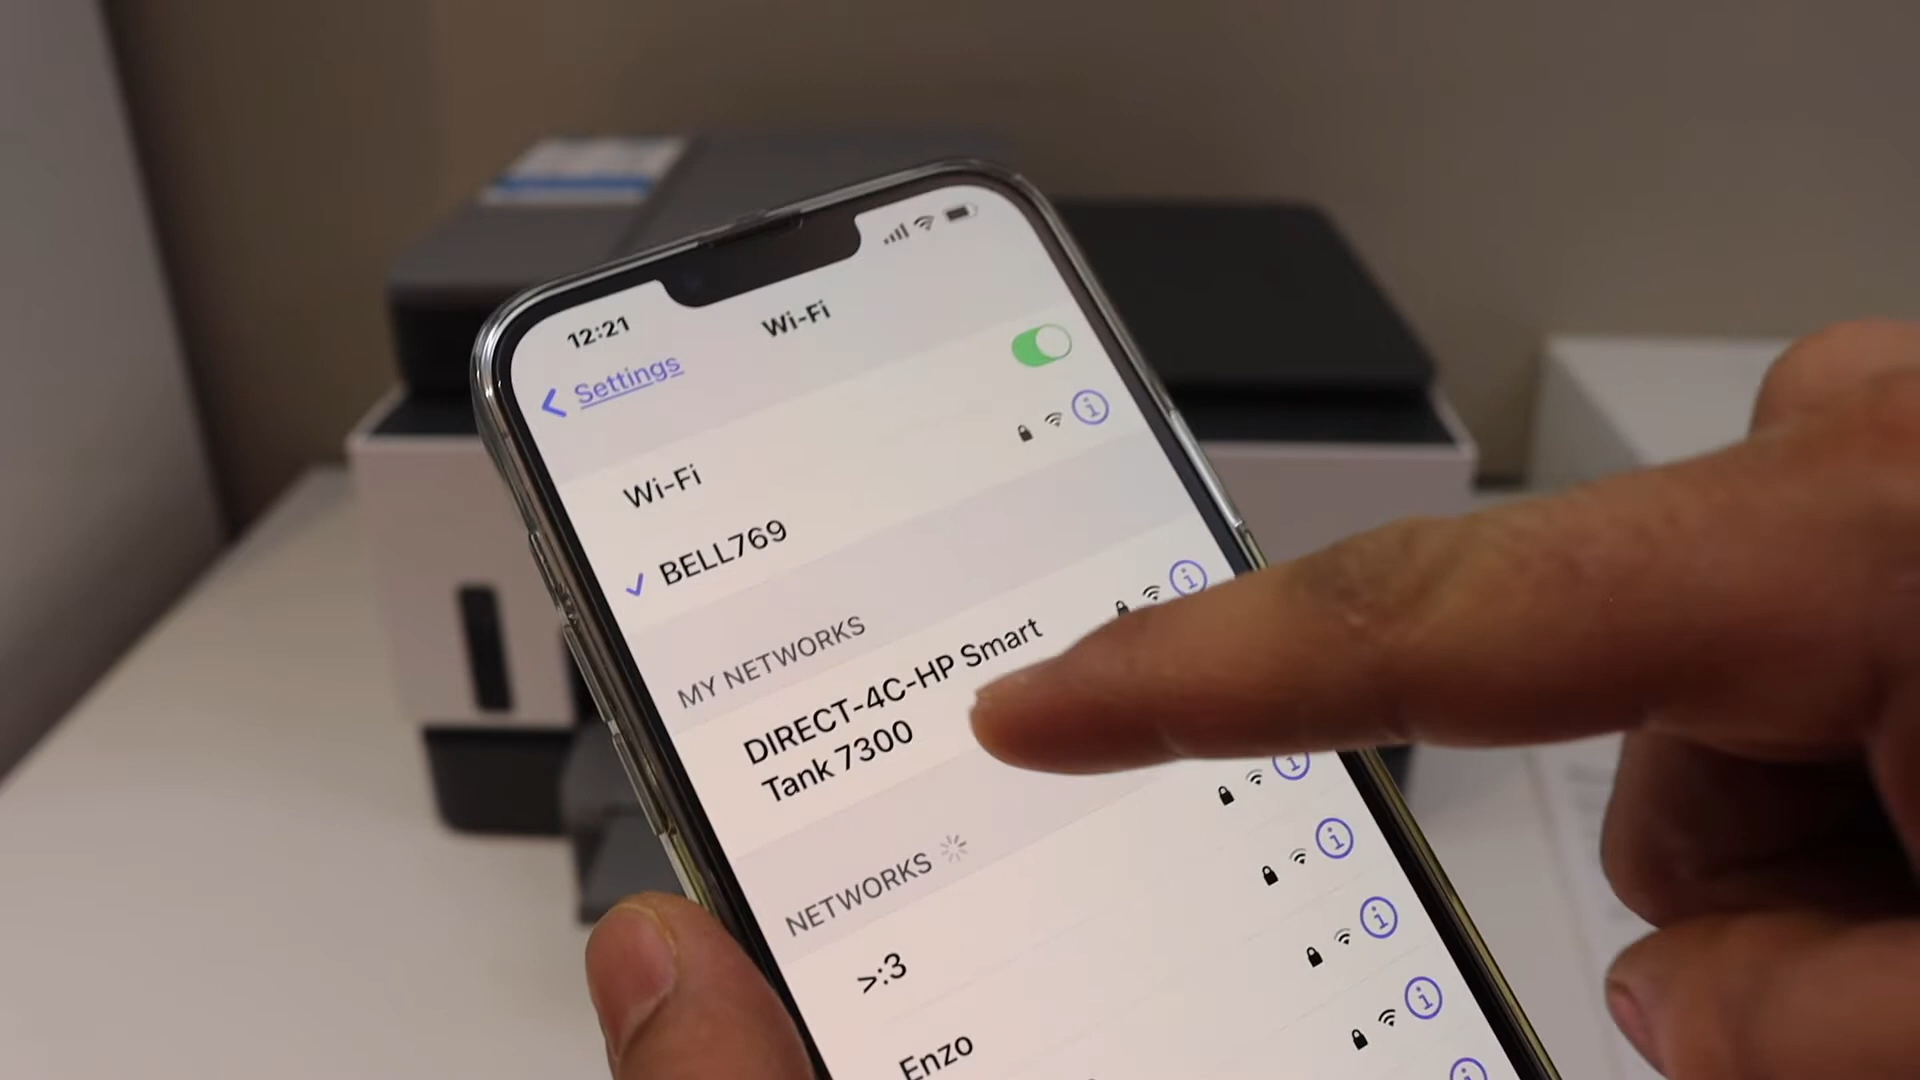 12:21
Settings
Wi-Fi
Wi-Fi
BELL769
MY NETWORKS
DIRECT-4C-HP Smart
Tank 7300
NETWORKS
>:3
Enzo